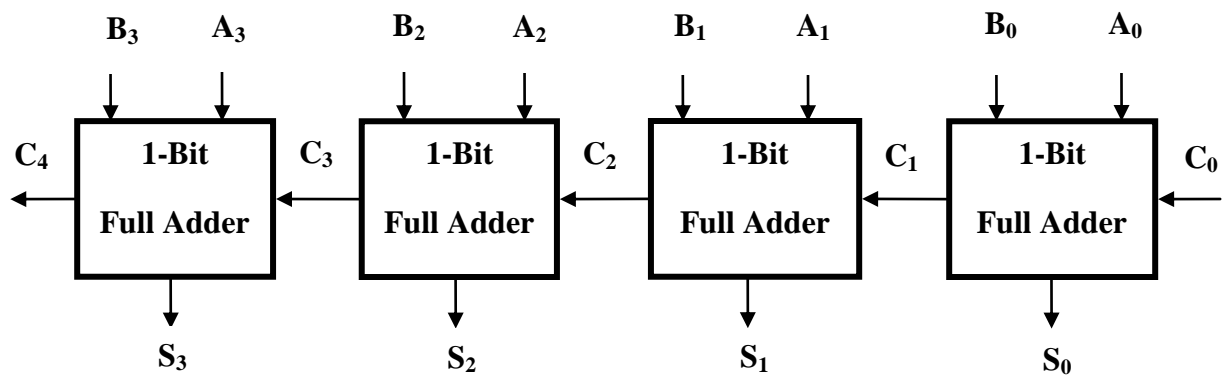 B₃ A₃ B₂ A₂ B₁ A₁ B₀ A₀
C₄ 1-Bit C₃ 1-Bit C₂ 1-Bit C₁ 1-Bit C₀
Full Adder Full Adder Full Adder Full Adder
S₃ S₂ S₁ S₀